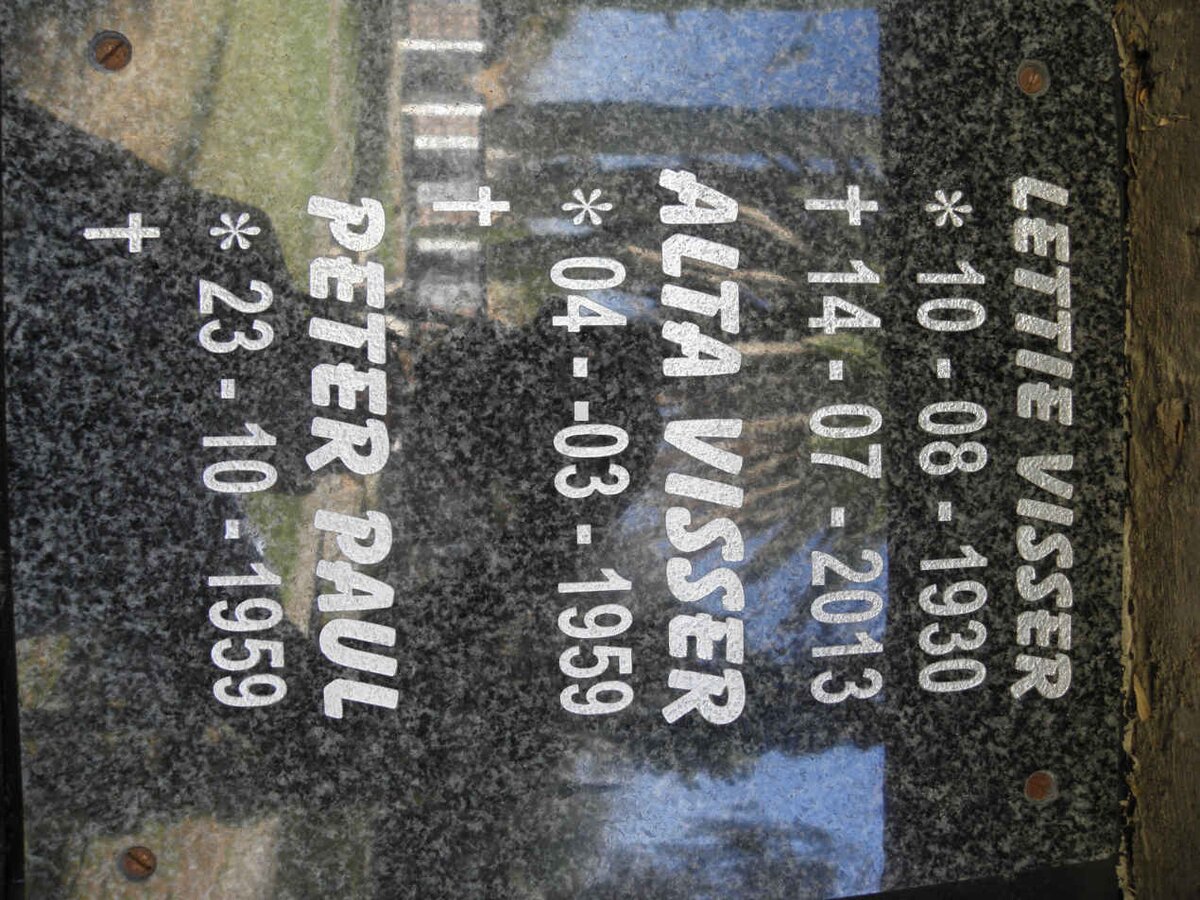 LETTIE VISSER
* 10 - 08 - 1930
† 14 - 07 - 2013
ALTA VISSER
* 04 - -03 - 1959
†
PETER PAUL
* 23 - 10 - 1959
†